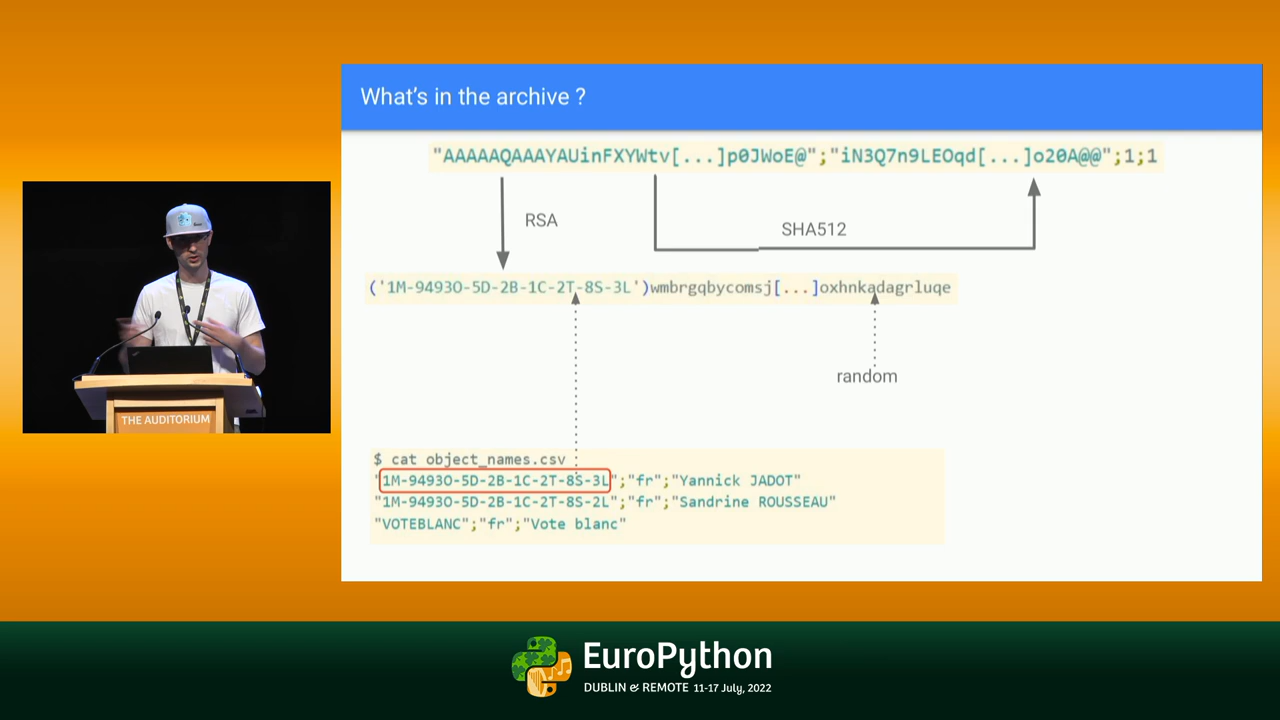 What's in the archive ?
"AAAAAQAAAYAUinFXYWtv[...]p0JWoE@";"iN3Q7n9LEOqd[...]o20A@@";1;1
RSA
SHA512
('1M-9493O-5D-2B-1C-2T-8S-3L')wmbrgqbycomsj[...]oxhnkadagrluqe
random
$ cat object_names.csv
"1M-9493O-5D-2B-1C-2T-8S-3L";"fr";"Yannick JADOT"
"1M-9493O-5D-2B-1C-2T-8S-2L";"fr";"Sandrine ROUSSEAU"
"VOTEBLANC";"fr";"Vote blanc"
THE AUDITORIUM
EuroPython
DUBLIN & REMOTE 11-17 July, 2022